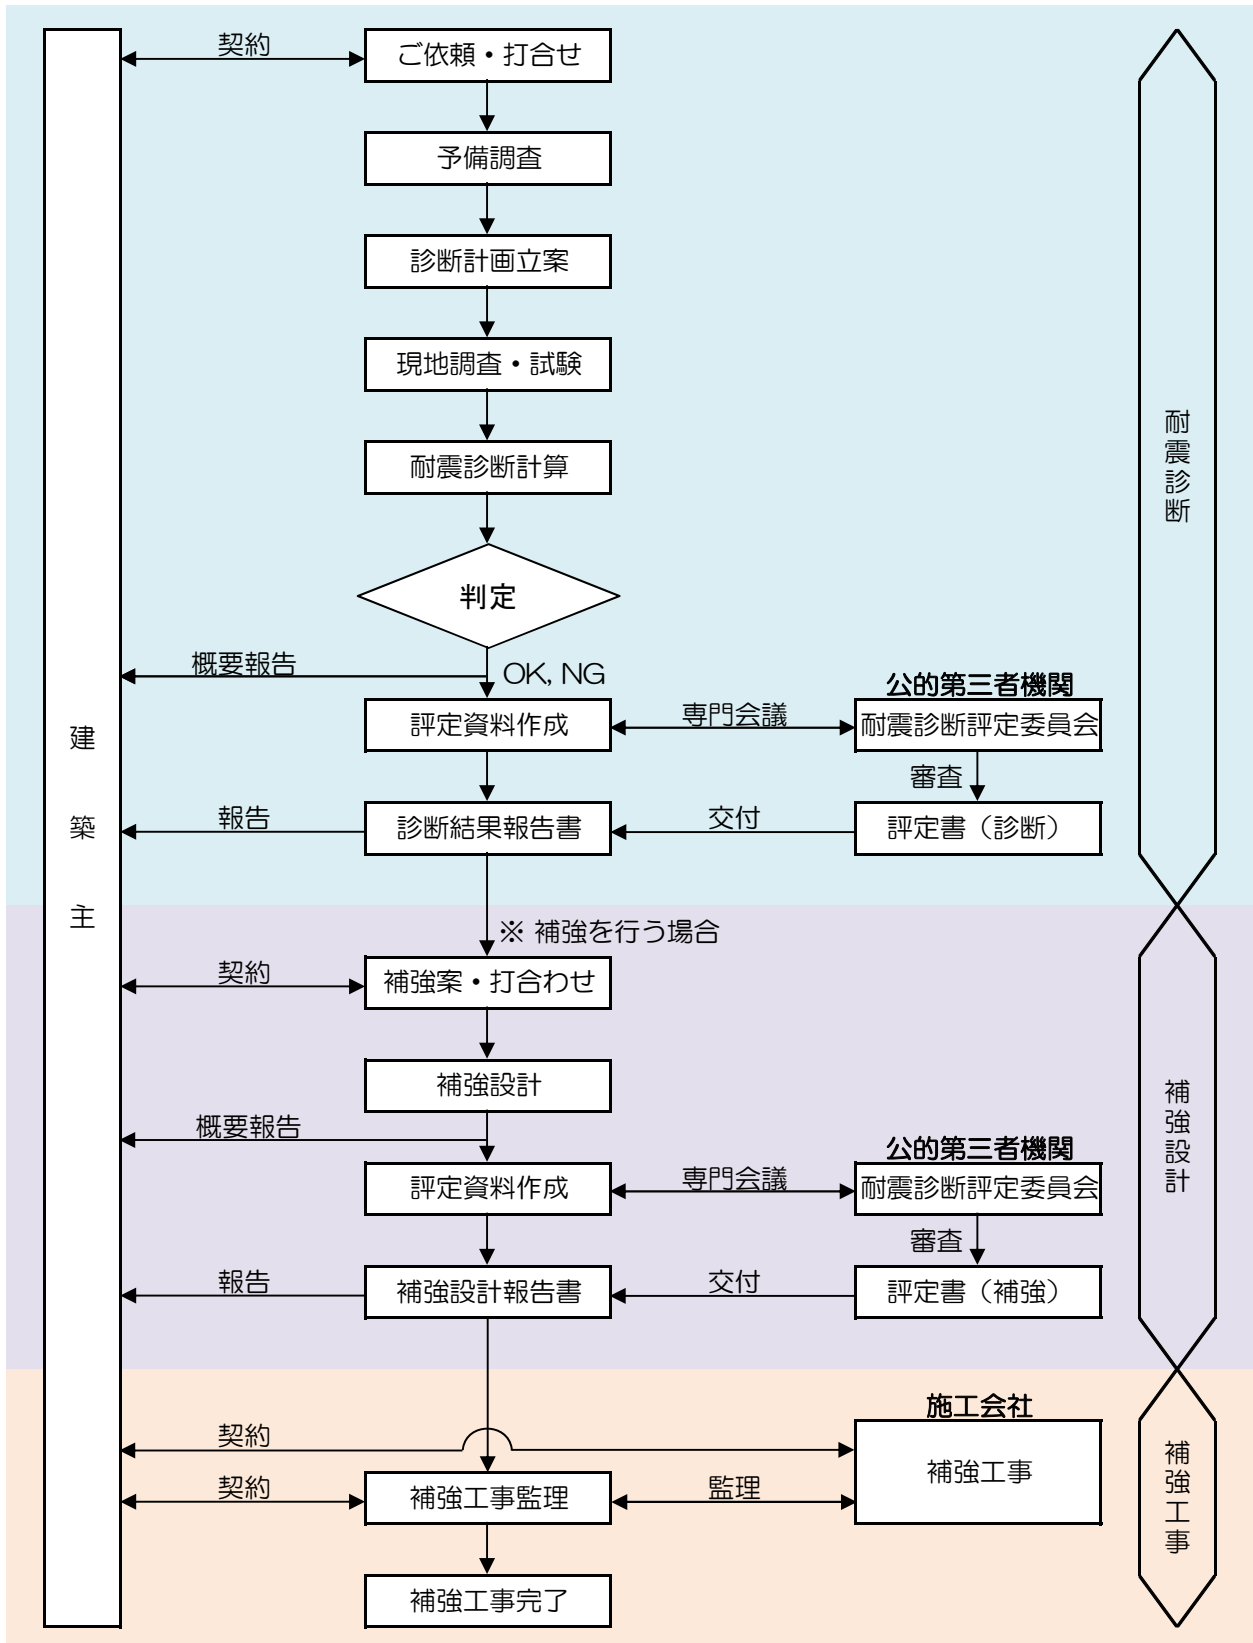 建築主
契約
ご依頼・打合せ
予備調査
診断計画立案
現地調査・試験
耐震診断計算
判定
概要報告
OK, NG
公的第三者機関
評定資料作成
専門会議
耐震診断評定委員会
審査
報告
診断結果報告書
交付
評定書（診断）
耐震診断
※ 補強を行う場合
契約
補強案・打合わせ
補強設計
概要報告
公的第三者機関
評定資料作成
専門会議
耐震診断評定委員会
審査
報告
補強設計報告書
交付
評定書（補強）
補強設計
施工会社
契約
補強工事
契約
補強工事監理
監理
補強工事完了
補強工事